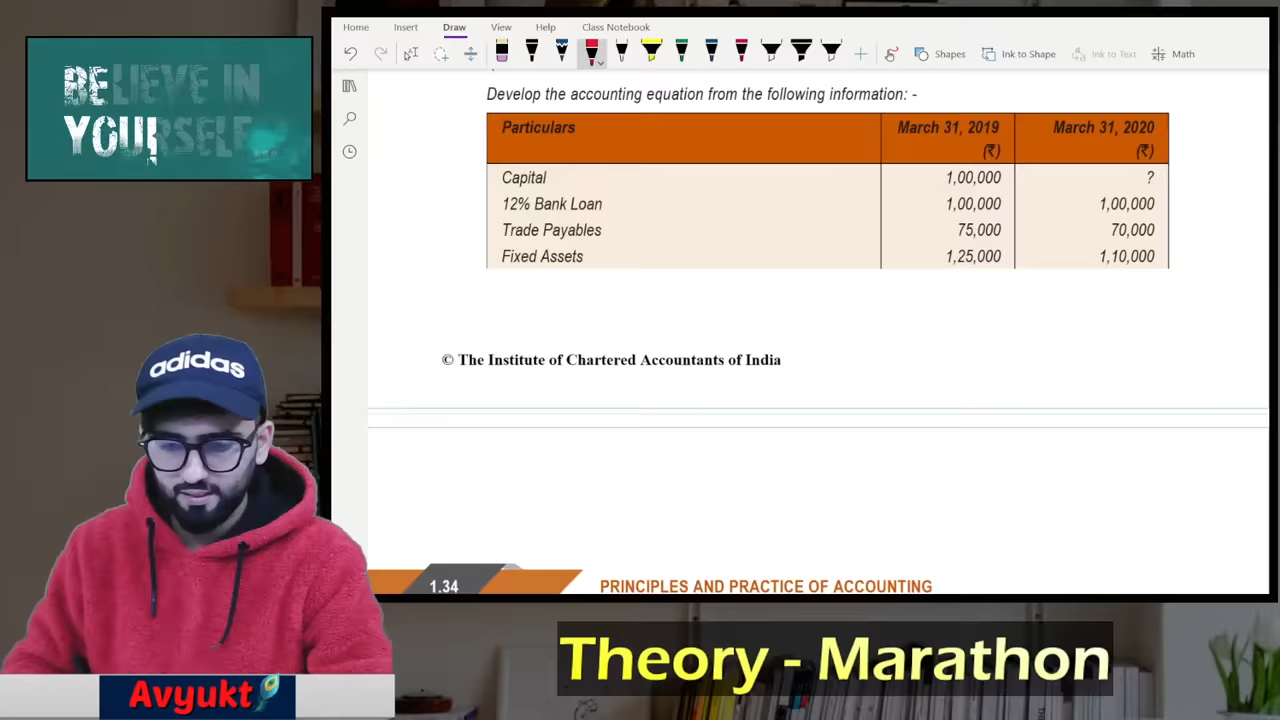 BELIEVE IN
YOURSELF
Home Insert Draw View Help Class Notebook
Shapes Ink to Shape Ink to Text Math
Develop the accounting equation from the following information: -
Particulars March 31, 2019 March 31, 2020
(₹) (₹)
Capital 1,00,000 ?
12% Bank Loan 1,00,000 1,00,000
Trade Payables 75,000 70,000
Fixed Assets 1,25,000 1,10,000
© The Institute of Chartered Accountants of India
1.34 PRINCIPLES AND PRACTICE OF ACCOUNTING
adidas
Theory - Marathon
Avyukt